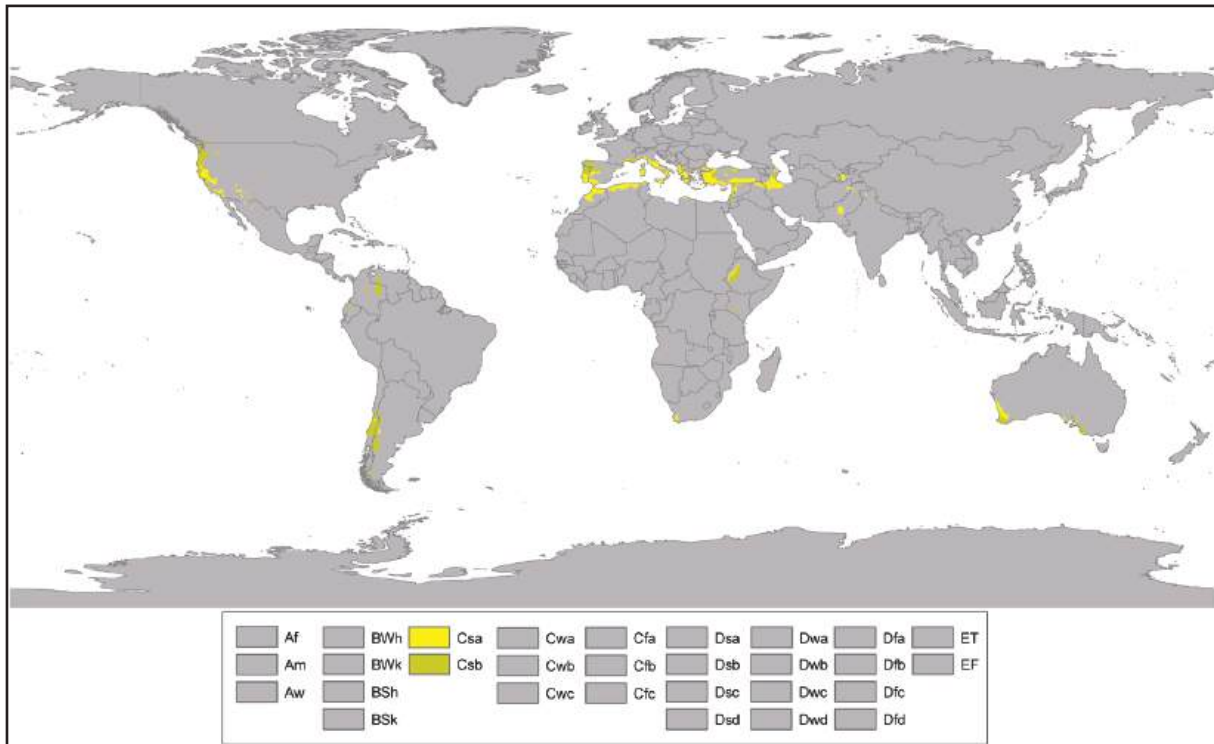 Af BWh Csa Cwa Cfa Dsa Dwa Dfa ET
Am BWk Csb Cwb Cfb Dsb Dwb Dfb EF
Aw BSh Cwc Cfc Dsc Dwc Dfc
BSk Dsd Dwd Dfd